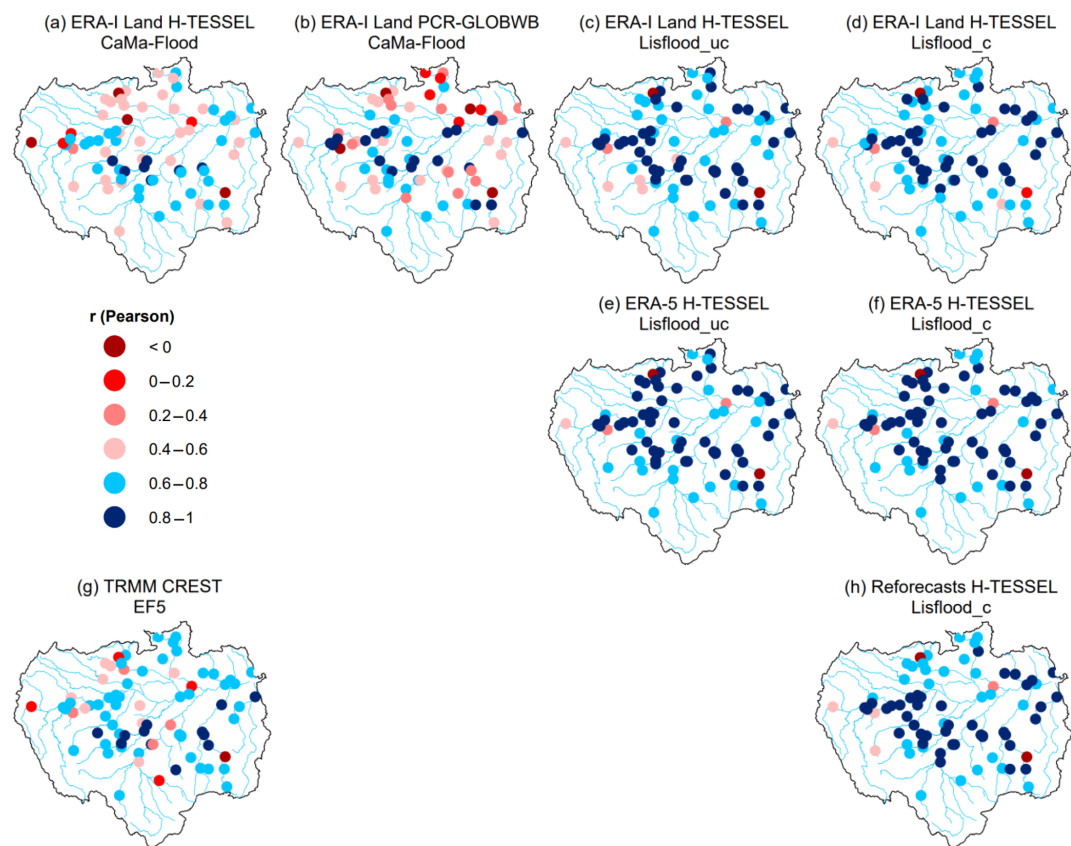 (a) ERA-I Land H-TESSEL
CaMa-Flood
(b) ERA-I Land PCR-GLOBWB
CaMa-Flood
(c) ERA-I Land H-TESSEL
Lisflood_uc
(d) ERA-I Land H-TESSEL
Lisflood_c
(e) ERA-5 H-TESSEL
Lisflood_uc
(f) ERA-5 H-TESSEL
Lisflood_c
r (Pearson)
< 0
0–0.2
0.2–0.4
0.4–0.6
0.6–0.8
0.8–1
(g) TRMM CREST
EF5
(h) Reforecasts H-TESSEL
Lisflood_c